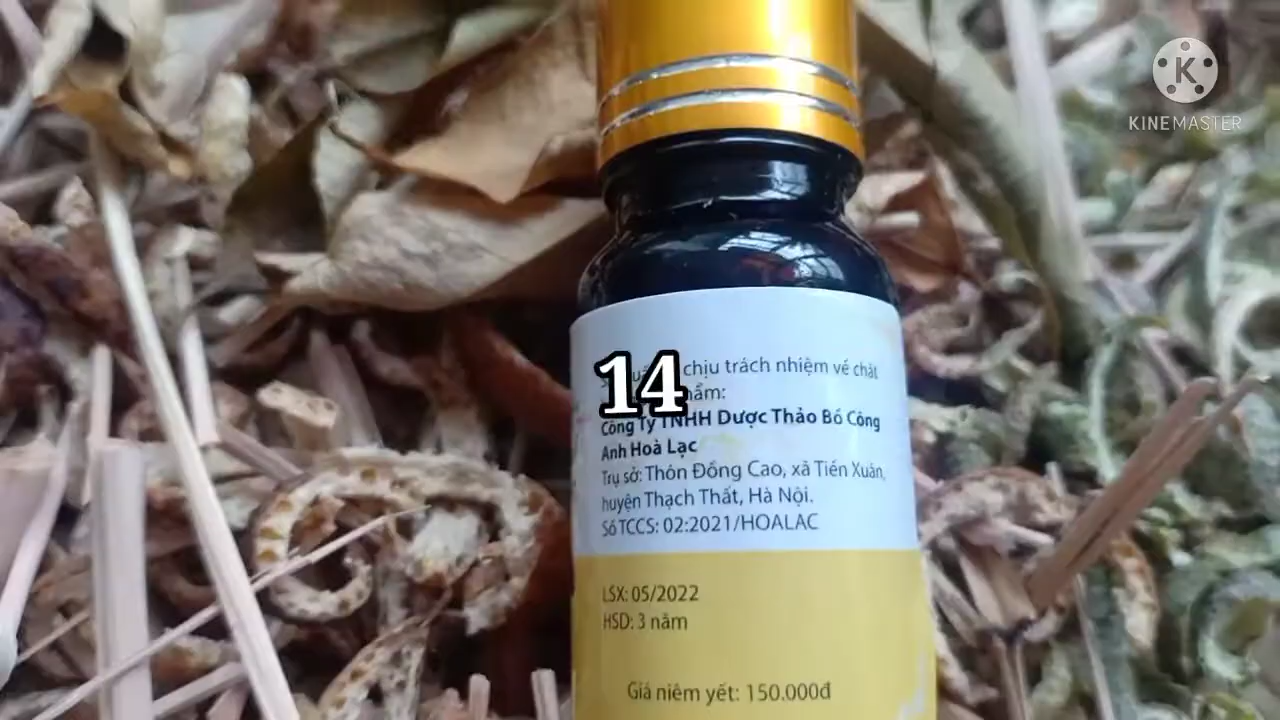 KINEMASTER
14
chịu trách nhiệm về chất
hẩm:
Công Ty TNHH Dược Thảo Bồ Công
Anh Hoà Lạc
Trụ sở: Thôn Đồng Cao, xã Tiến Xuân,
huyện Thạch Thất, Hà Nội.
Số TCCS: 02:2021/HOALAC
LSX: 05/2022
HSD: 3 năm
Giá niêm yết: 150.000đ